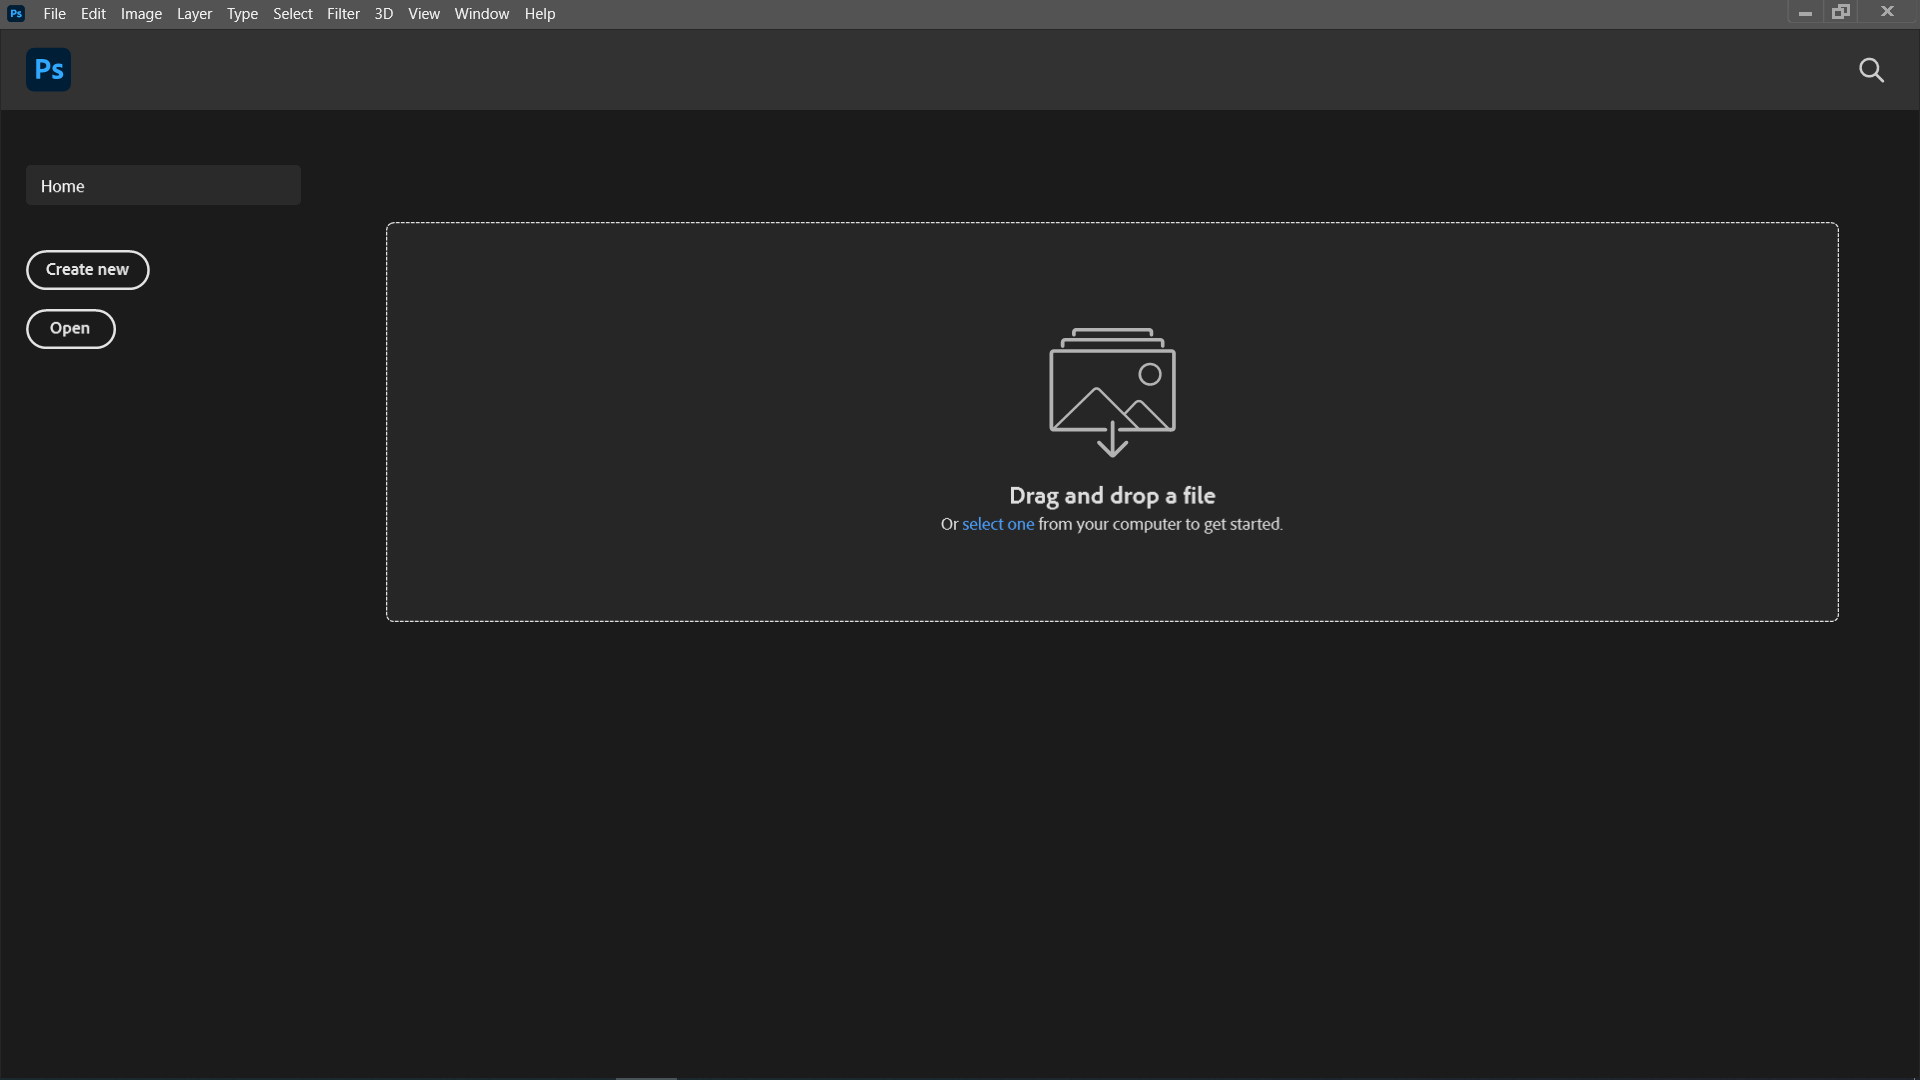 Ps File Edit Image Layer Type Select Filter 3D View Window Help
Ps
Home
Create new
Open
Drag and drop a file
Or select one from your computer to get started.